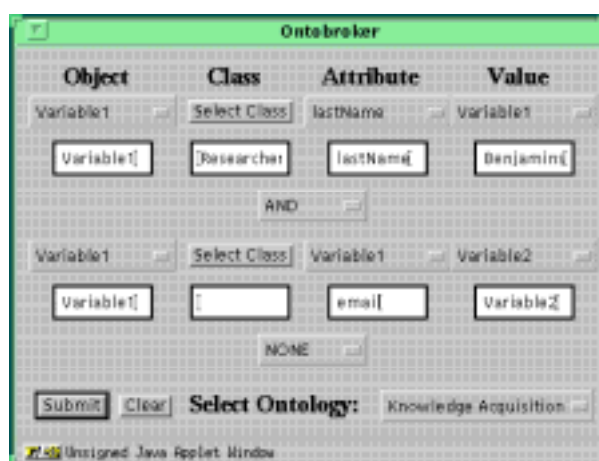 Ontobroker
Object Class Attribute Value
Variable1 Select Class lastName Variable1
Variable1[ [Researcher lastName[ Benjamins[
AND
Variable1 Select Class Variable1 Variable2
Variable1[ [ email[ Variable2[
NONE
Submit Clear Select Ontology: Knowledge Acquisition
Unsigned Java Applet Window